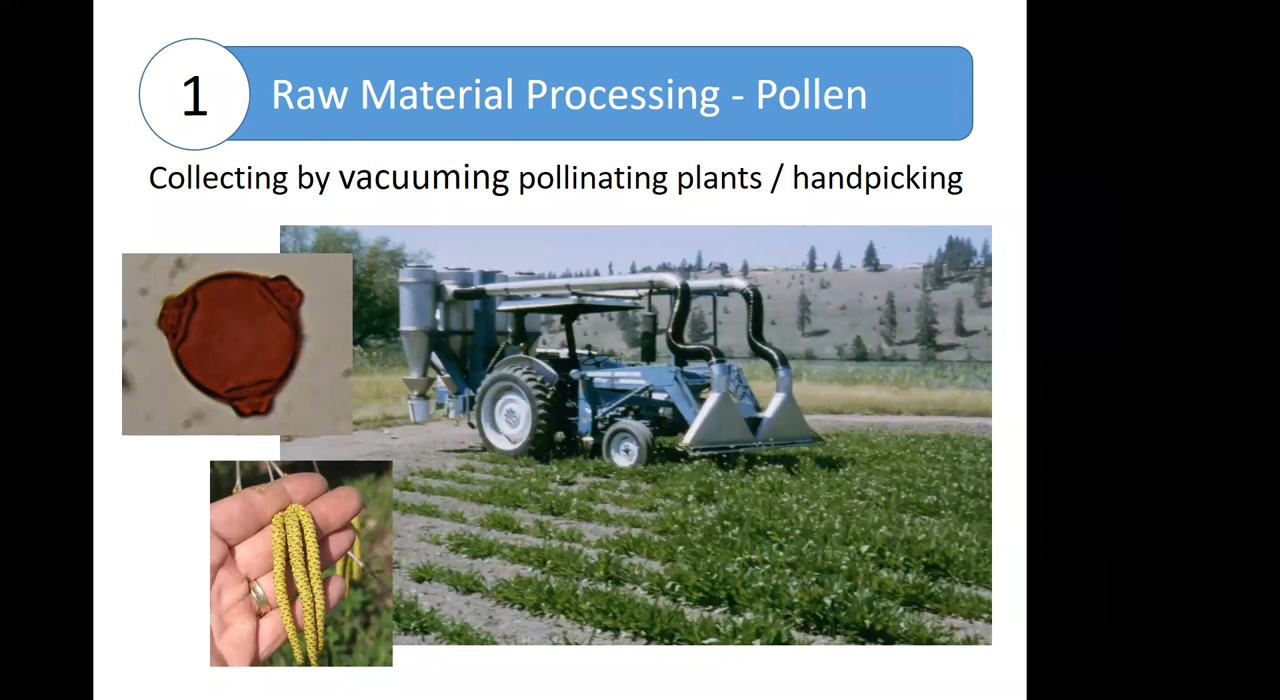 1
Raw Material Processing - Pollen
Collecting by vacuuming pollinating plants / handpicking